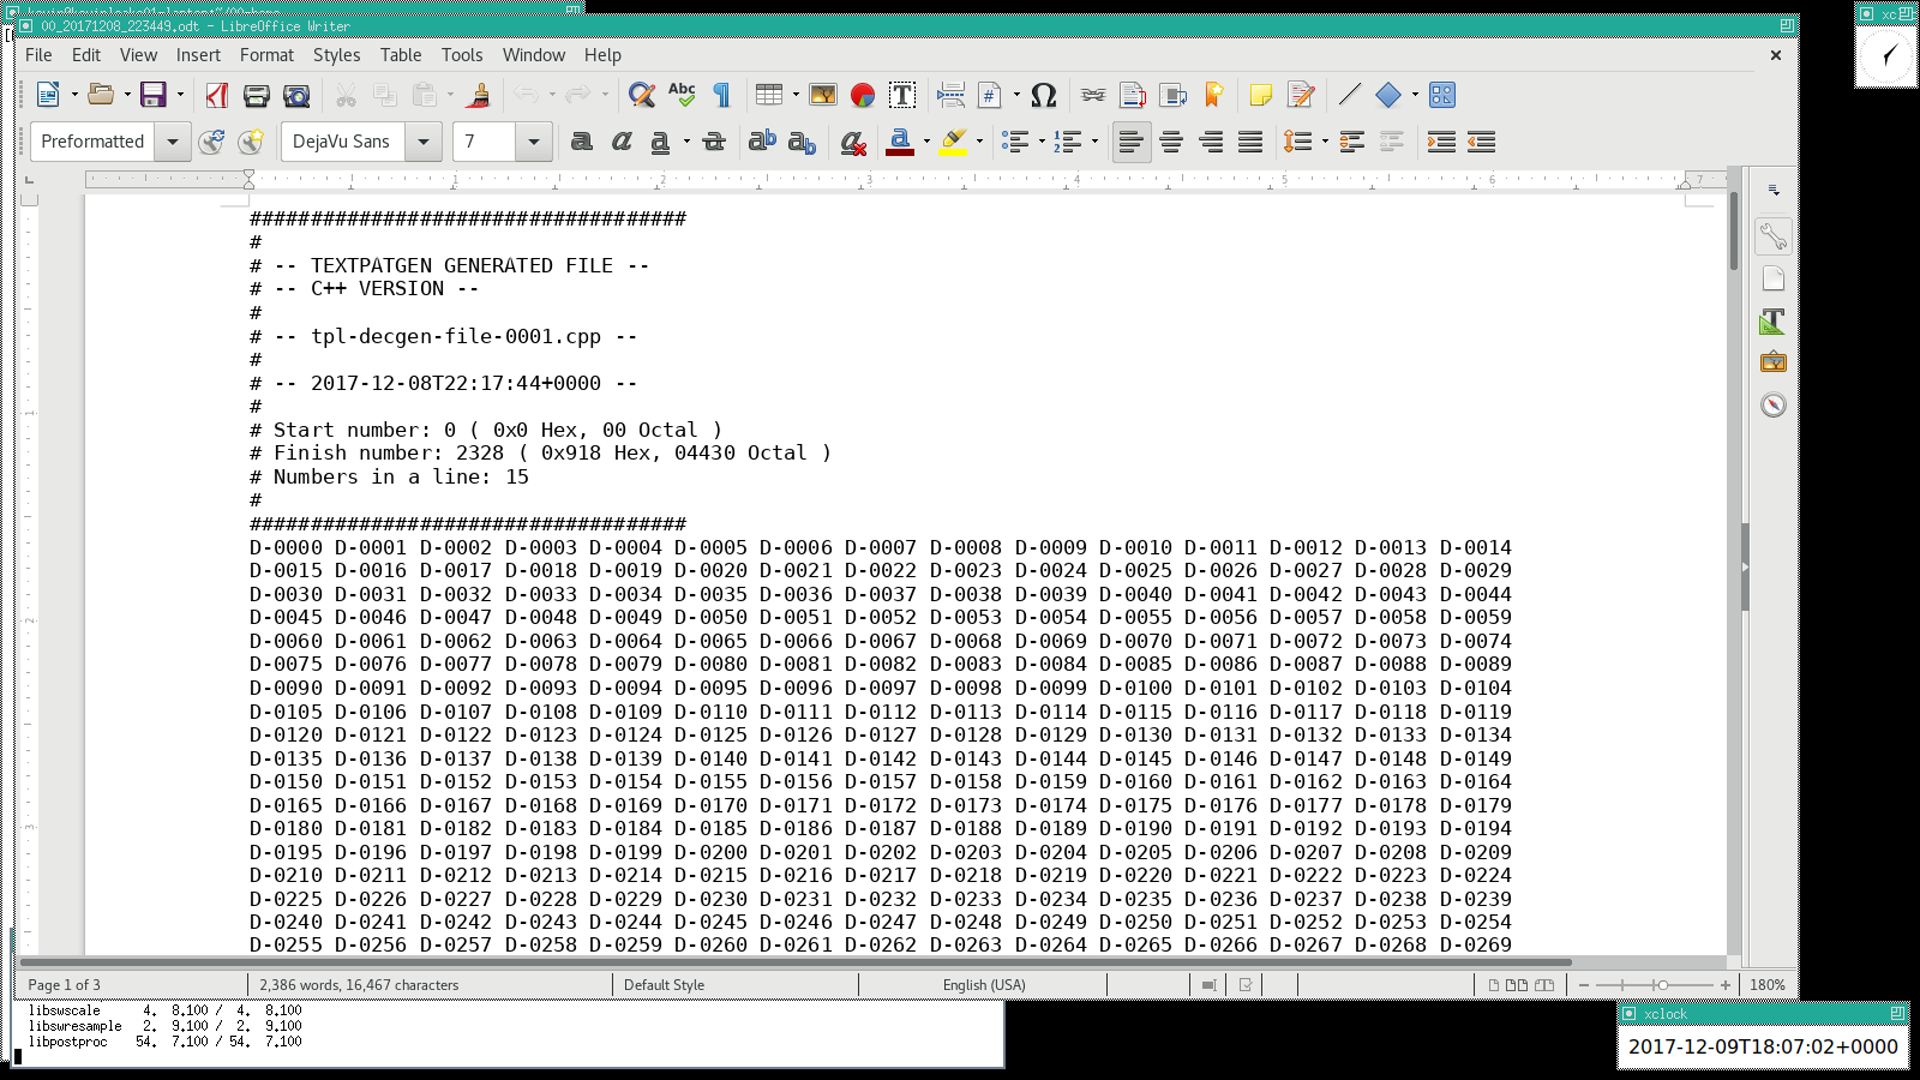 kevin@kevinlocke01-laptop:~/00-home
xc
00_20171208_223449.odt - LibreOffice Writer
File Edit View Insert Format Styles Table Tools Window Help
Preformatted DejaVu Sans 7
1 2 3 4 5 6 7
###################################
#
# -- TEXTPATGEN GENERATED FILE --
# -- C++ VERSION --
#
# -- tpl-decgen-file-0001.cpp --
#
# -- 2017-12-08T22:17:44+0000 --
#
# Start number: 0 ( 0x0 Hex, 00 Octal )
# Finish number: 2328 ( 0x918 Hex, 04430 Octal )
# Numbers in a line: 15
#
###################################
D-0000 D-0001 D-0002 D-0003 D-0004 D-0005 D-0006 D-0007 D-0008 D-0009 D-0010 D-0011 D-0012 D-0013 D-0014
D-0015 D-0016 D-0017 D-0018 D-0019 D-0020 D-0021 D-0022 D-0023 D-0024 D-0025 D-0026 D-0027 D-0028 D-0029
D-0030 D-0031 D-0032 D-0033 D-0034 D-0035 D-0036 D-0037 D-0038 D-0039 D-0040 D-0041 D-0042 D-0043 D-0044
D-0045 D-0046 D-0047 D-0048 D-0049 D-0050 D-0051 D-0052 D-0053 D-0054 D-0055 D-0056 D-0057 D-0058 D-0059
D-0060 D-0061 D-0062 D-0063 D-0064 D-0065 D-0066 D-0067 D-0068 D-0069 D-0070 D-0071 D-0072 D-0073 D-0074
D-0075 D-0076 D-0077 D-0078 D-0079 D-0080 D-0081 D-0082 D-0083 D-0084 D-0085 D-0086 D-0087 D-0088 D-0089
D-0090 D-0091 D-0092 D-0093 D-0094 D-0095 D-0096 D-0097 D-0098 D-0099 D-0100 D-0101 D-0102 D-0103 D-0104
D-0105 D-0106 D-0107 D-0108 D-0109 D-0110 D-0111 D-0112 D-0113 D-0114 D-0115 D-0116 D-0117 D-0118 D-0119
D-0120 D-0121 D-0122 D-0123 D-0124 D-0125 D-0126 D-0127 D-0128 D-0129 D-0130 D-0131 D-0132 D-0133 D-0134
D-0135 D-0136 D-0137 D-0138 D-0139 D-0140 D-0141 D-0142 D-0143 D-0144 D-0145 D-0146 D-0147 D-0148 D-0149
D-0150 D-0151 D-0152 D-0153 D-0154 D-0155 D-0156 D-0157 D-0158 D-0159 D-0160 D-0161 D-0162 D-0163 D-0164
D-0165 D-0166 D-0167 D-0168 D-0169 D-0170 D-0171 D-0172 D-0173 D-0174 D-0175 D-0176 D-0177 D-0178 D-0179
D-0180 D-0181 D-0182 D-0183 D-0184 D-0185 D-0186 D-0187 D-0188 D-0189 D-0190 D-0191 D-0192 D-0193 D-0194
D-0195 D-0196 D-0197 D-0198 D-0199 D-0200 D-0201 D-0202 D-0203 D-0204 D-0205 D-0206 D-0207 D-0208 D-0209
D-0210 D-0211 D-0212 D-0213 D-0214 D-0215 D-0216 D-0217 D-0218 D-0219 D-0220 D-0221 D-0222 D-0223 D-0224
D-0225 D-0226 D-0227 D-0228 D-0229 D-0230 D-0231 D-0232 D-0233 D-0234 D-0235 D-0236 D-0237 D-0238 D-0239
D-0240 D-0241 D-0242 D-0243 D-0244 D-0245 D-0246 D-0247 D-0248 D-0249 D-0250 D-0251 D-0252 D-0253 D-0254
D-0255 D-0256 D-0257 D-0258 D-0259 D-0260 D-0261 D-0262 D-0263 D-0264 D-0265 D-0266 D-0267 D-0268 D-0269
Page 1 of 3 2,386 words, 16,467 characters Default Style English (USA) 180%
libswscale 4. 8.100 / 4. 8.100
libswresample 2. 9.100 / 2. 9.100
libpostproc 54. 7.100 / 54. 7.100
xclock
2017-12-09T18:07:02+0000